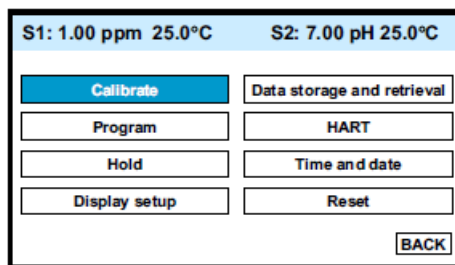 S1: 1.00 ppm 25.0°C S2: 7.00 pH 25.0°C
Calibrate Data storage and retrieval
Program HART
Hold Time and date
Display setup Reset
BACK